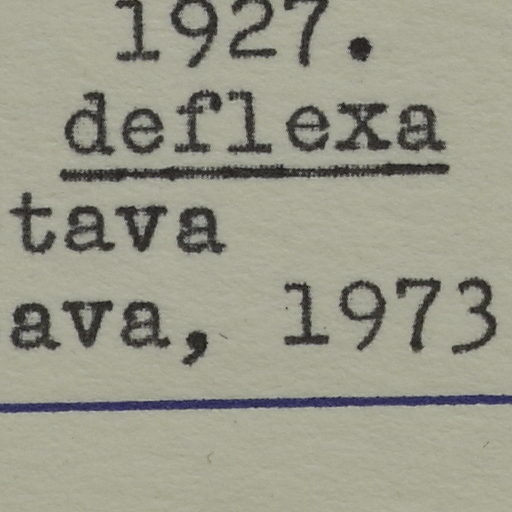 1927.
deflexa
tava
ava, 1973